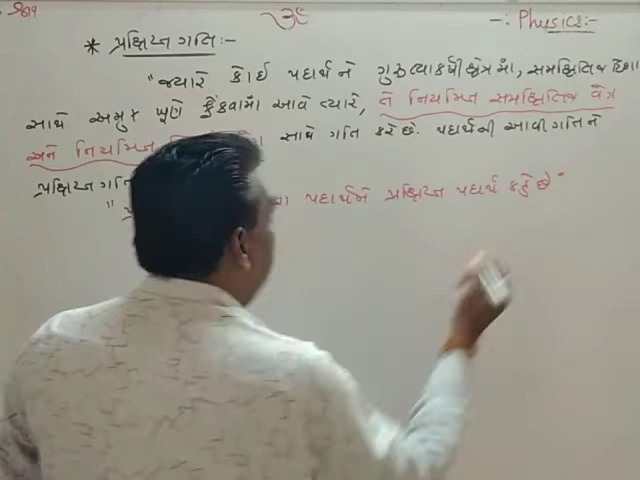 ૐ -: Physics:-
* પ્રક્ષિપ્ત ગતિ:-
"જ્યારે કોઈ પદાર્થને ગુરુત્વાકર્ષી ક્ષેત્રમાં, સમક્ષિતિજ દિશા
સાથે અમુક ખૂણે ફેંકવામાં આવે ત્યારે, તે નિયમિત સમક્ષિતિજ વેગ
અને નિયમિત સાથે ગતિ કરે છે. પદાર્થની આવી ગતિને
પ્રક્ષિપ્ત ગતિ
" પદાર્થને પ્રક્ષિપ્ત પદાર્થ કહે છે"